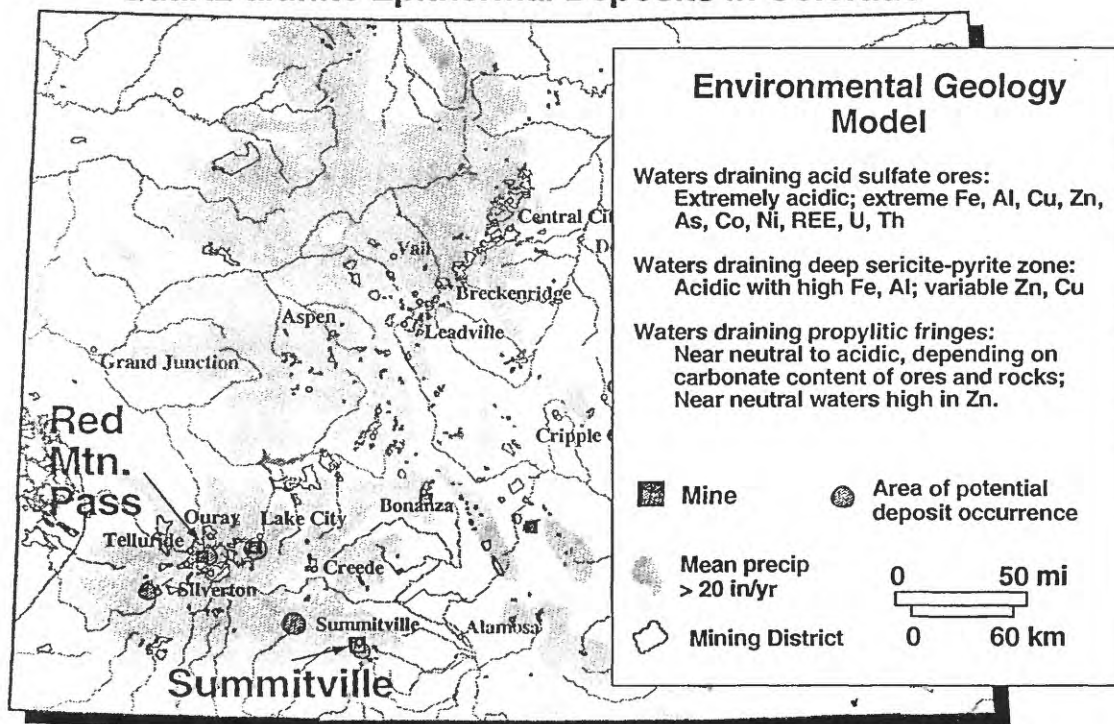 Epithermal Deposits in
Environmental Geology
Model
Waters draining acid sulfate ores:
Extremely acidic; extreme Fe, Al, Cu, Zn,
As, Co, Ni, REE, U, Th
Waters draining deep sericite-pyrite zone:
Acidic with high Fe, Al; variable Zn, Cu
Waters draining propylitic fringes:
Near neutral to acidic, depending on
carbonate content of ores and rocks;
Near neutral waters high in Zn.
Mine
Area of potential
deposit occurrence
Mean precip
> 20 in/yr
0 50 mi
Mining District
0 60 km
Central Cit
Vail
Breckenridge
Aspen
Leadville
Grand Junction
Cripple
Red
Mtn.
Pass
Ouray
Lake City
Bonanza
Telluride
Creede
Silverton
Summitville
Alamosa
Summitville